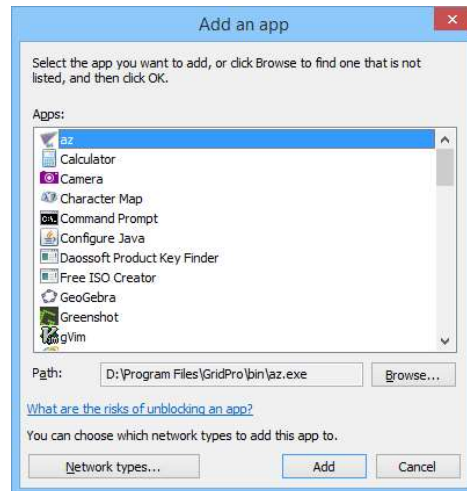 Add an app
Select the app you want to add, or click Browse to find one that is not
listed, and then click OK.
Apps:
az
Calculator
Camera
Character Map
Command Prompt
Configure Java
Daossoft Product Key Finder
Free ISO Creator
GeoGebra
Greenshot
gVim
Path: D:\Program Files\GridPro\bin\az.exe Browse...
What are the risks of unblocking an app?
You can choose which network types to add this app to.
Network types... Add Cancel